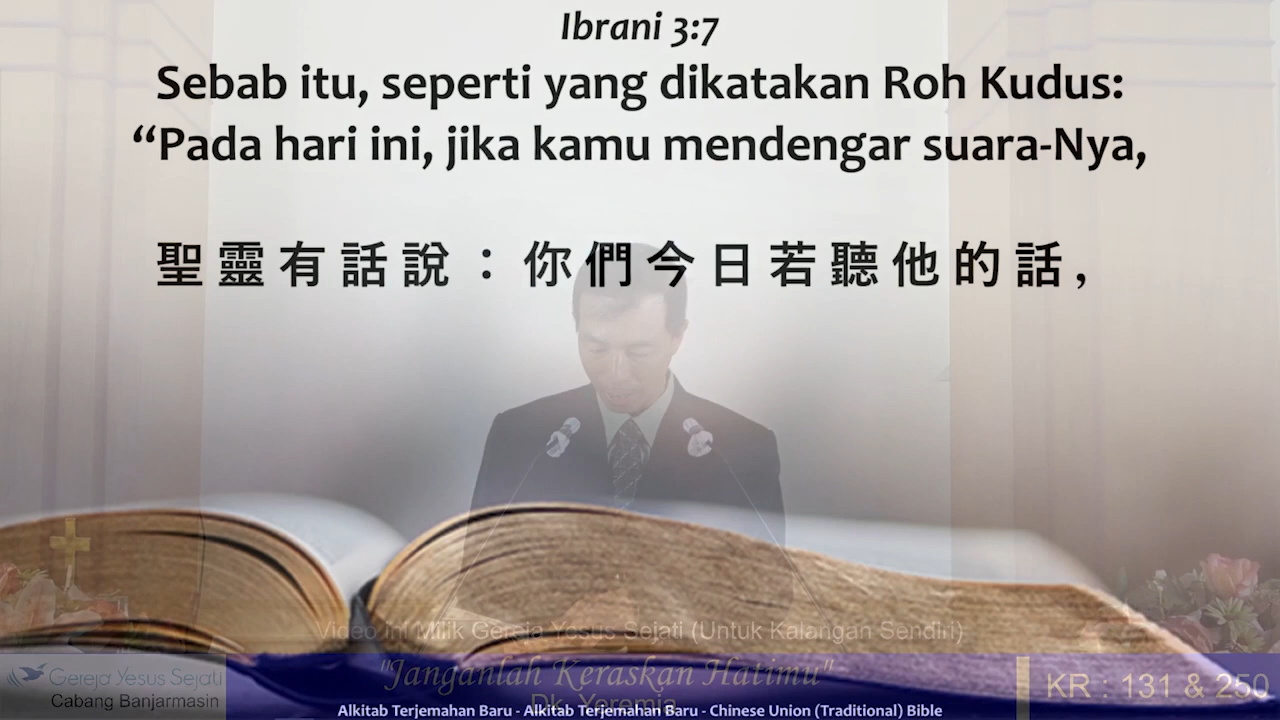 Ibrani 3:7
Sebab itu, seperti yang dikatakan Roh Kudus:
“Pada hari ini, jika kamu mendengar suara-Nya,
聖靈有話說：你們今日若聽他的話，
Video Ini Milik Gereja Yesus Sejati (Untuk Kalangan Sendiri)
Gereja Yesus Sejati
Cabang Banjarmasin
"Janganlah Keraskan Hatimu"
Dk. Yeremia
KR : 131 & 250
Alkitab Terjemahan Baru - Alkitab Terjemahan Baru - Chinese Union (Traditional) Bible